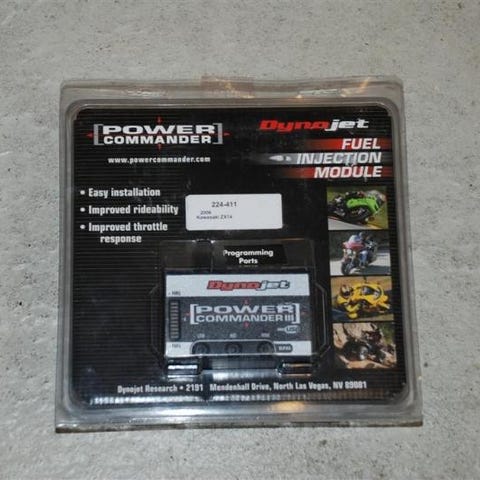 POWER
COMMANDER
www.powercommander.com
Dynojet
FUEL
INJECTION
MODULE
• Easy installation
• Improved rideability
• Improved throttle
response
224-411
2006
Kawasaki ZX14
Programming
Ports
Dynojet
POWER
COMMANDER III
USB
Dynojet Research • 2191 Mendenhall Drive, North Las Vegas, NV 89081